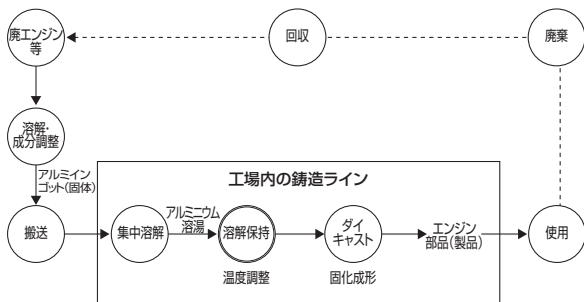 廃エンジン
等
回収
廃棄
溶解・
成分調整
アルミイン
ゴット(固体)
工場内の鋳造ライン
搬送
集中溶解
アルミニウム
溶湯
溶解保持
ダイ
キャスト
エンジン
部品(製品)
使用
温度調整
固化成形